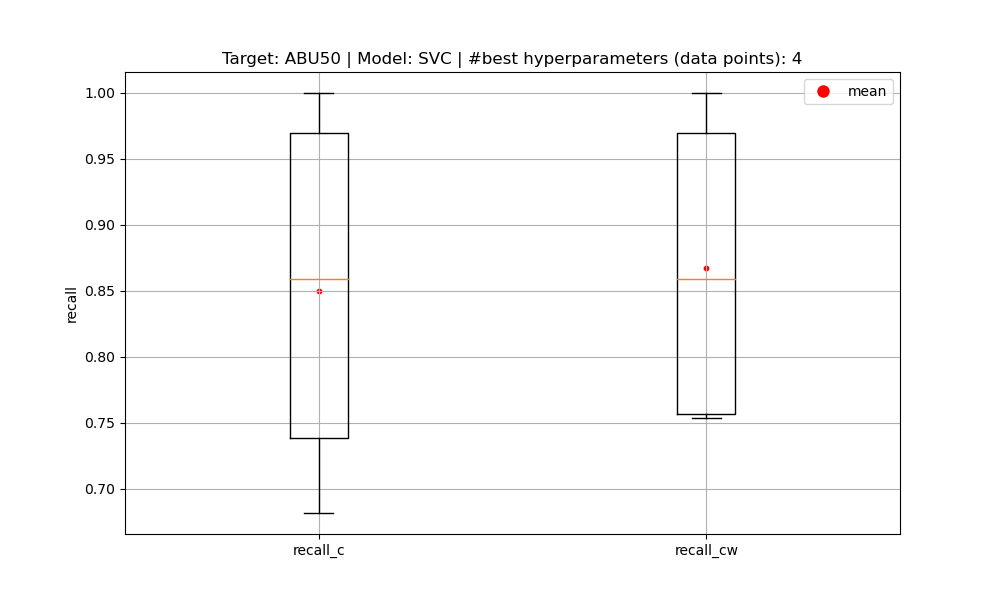 Target: ABU50 | Model: SVC | #best hyperparameters (data points): 4
mean
1.00
0.95
0.90
0.85
0.80
0.75
0.70
recall
recall_c
recall_cw